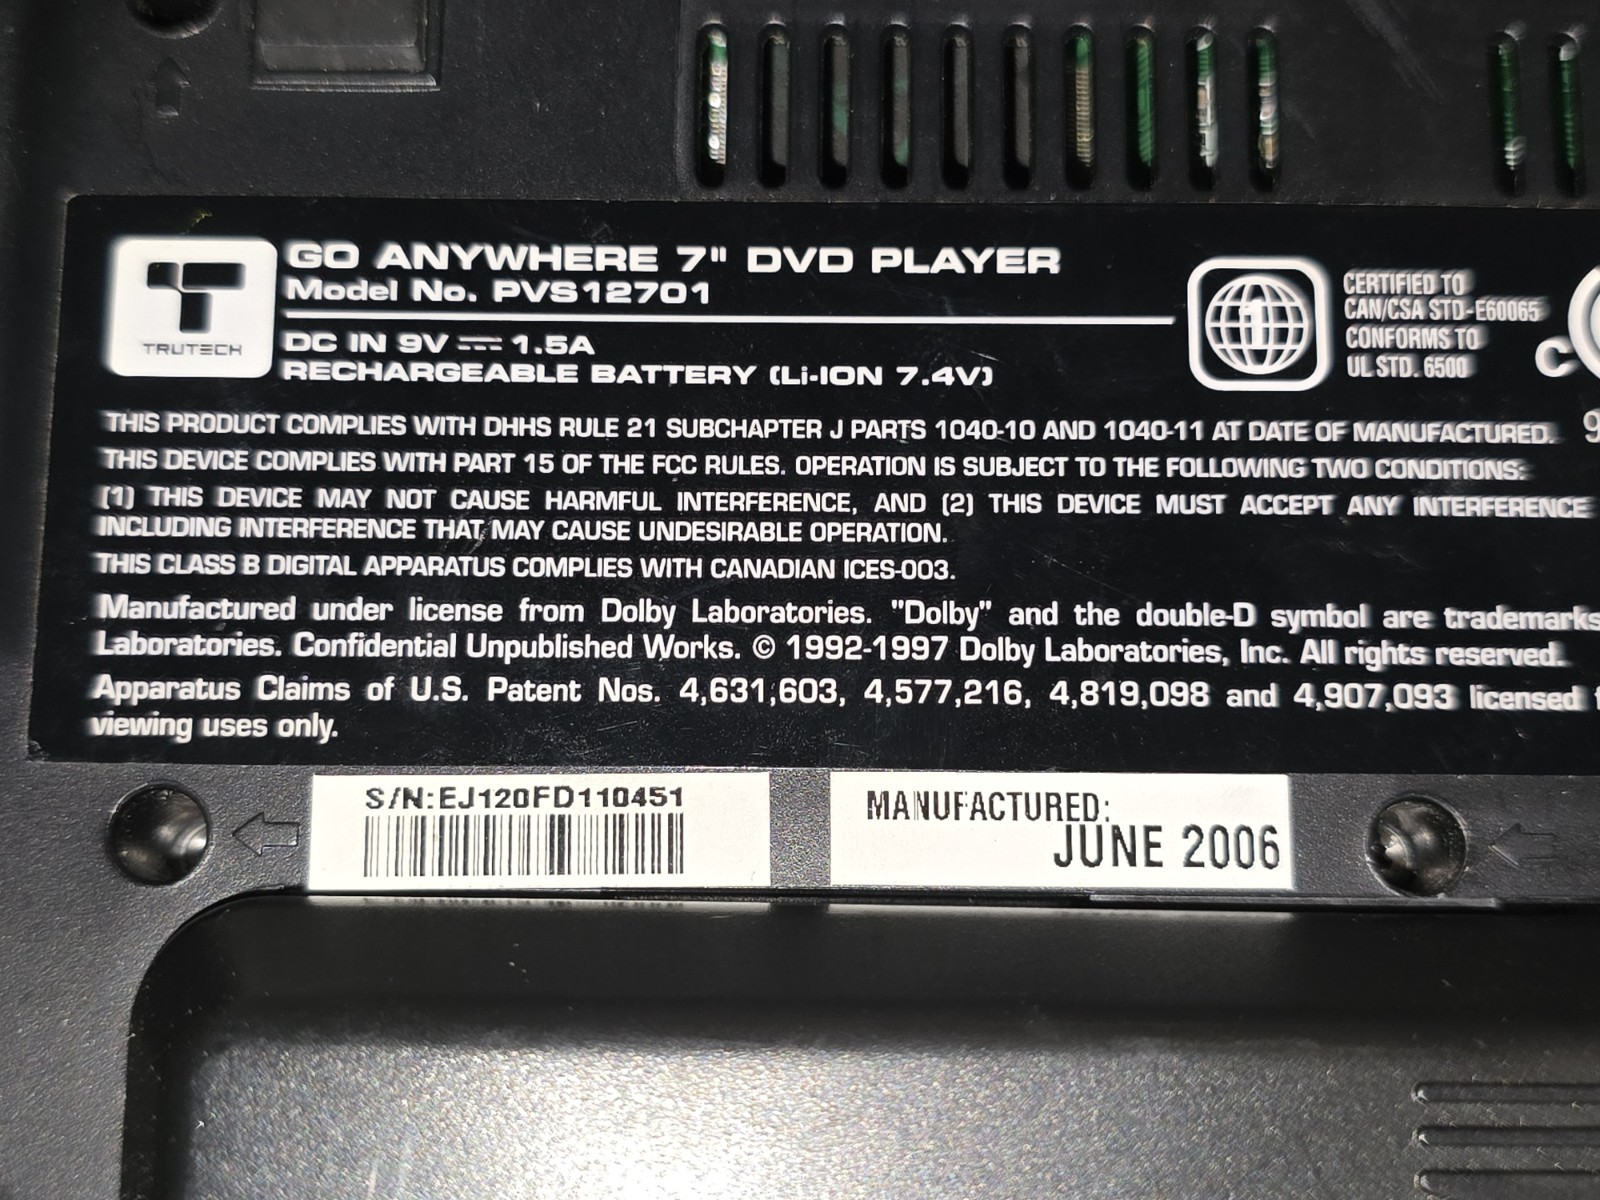 TRUTECH
GO ANYWHERE 7" DVD PLAYER
Model No. PVS12701
DC IN 9V ⎓ 1.5A
RECHARGEABLE BATTERY (Li-ION 7.4V)
1
CERTIFIED TO
CAN/CSA STD-E60065
CONFORMS TO
UL STD. 6500
C
9
THIS PRODUCT COMPLIES WITH DHHS RULE 21 SUBCHAPTER J PARTS 1040-10 AND 1040-11 AT DATE OF MANUFACTURED.
THIS DEVICE COMPLIES WITH PART 15 OF THE FCC RULES. OPERATION IS SUBJECT TO THE FOLLOWING TWO CONDITIONS:
(1) THIS DEVICE MAY NOT CAUSE HARMFUL INTERFERENCE, AND (2) THIS DEVICE MUST ACCEPT ANY INTERFERENCE
INCLUDING INTERFERENCE THAT MAY CAUSE UNDESIRABLE OPERATION.
THIS CLASS B DIGITAL APPARATUS COMPLIES WITH CANADIAN ICES-003.
Manufactured under license from Dolby Laboratories. "Dolby" and the double-D symbol are trademarks
Laboratories. Confidential Unpublished Works. © 1992-1997 Dolby Laboratories, Inc. All rights reserved.
Apparatus Claims of U.S. Patent Nos. 4,631,603, 4,577,216, 4,819,098 and 4,907,093 licensed
viewing uses only.
S/N:EJ120FD110451
MANUFACTURED:
JUNE 2006